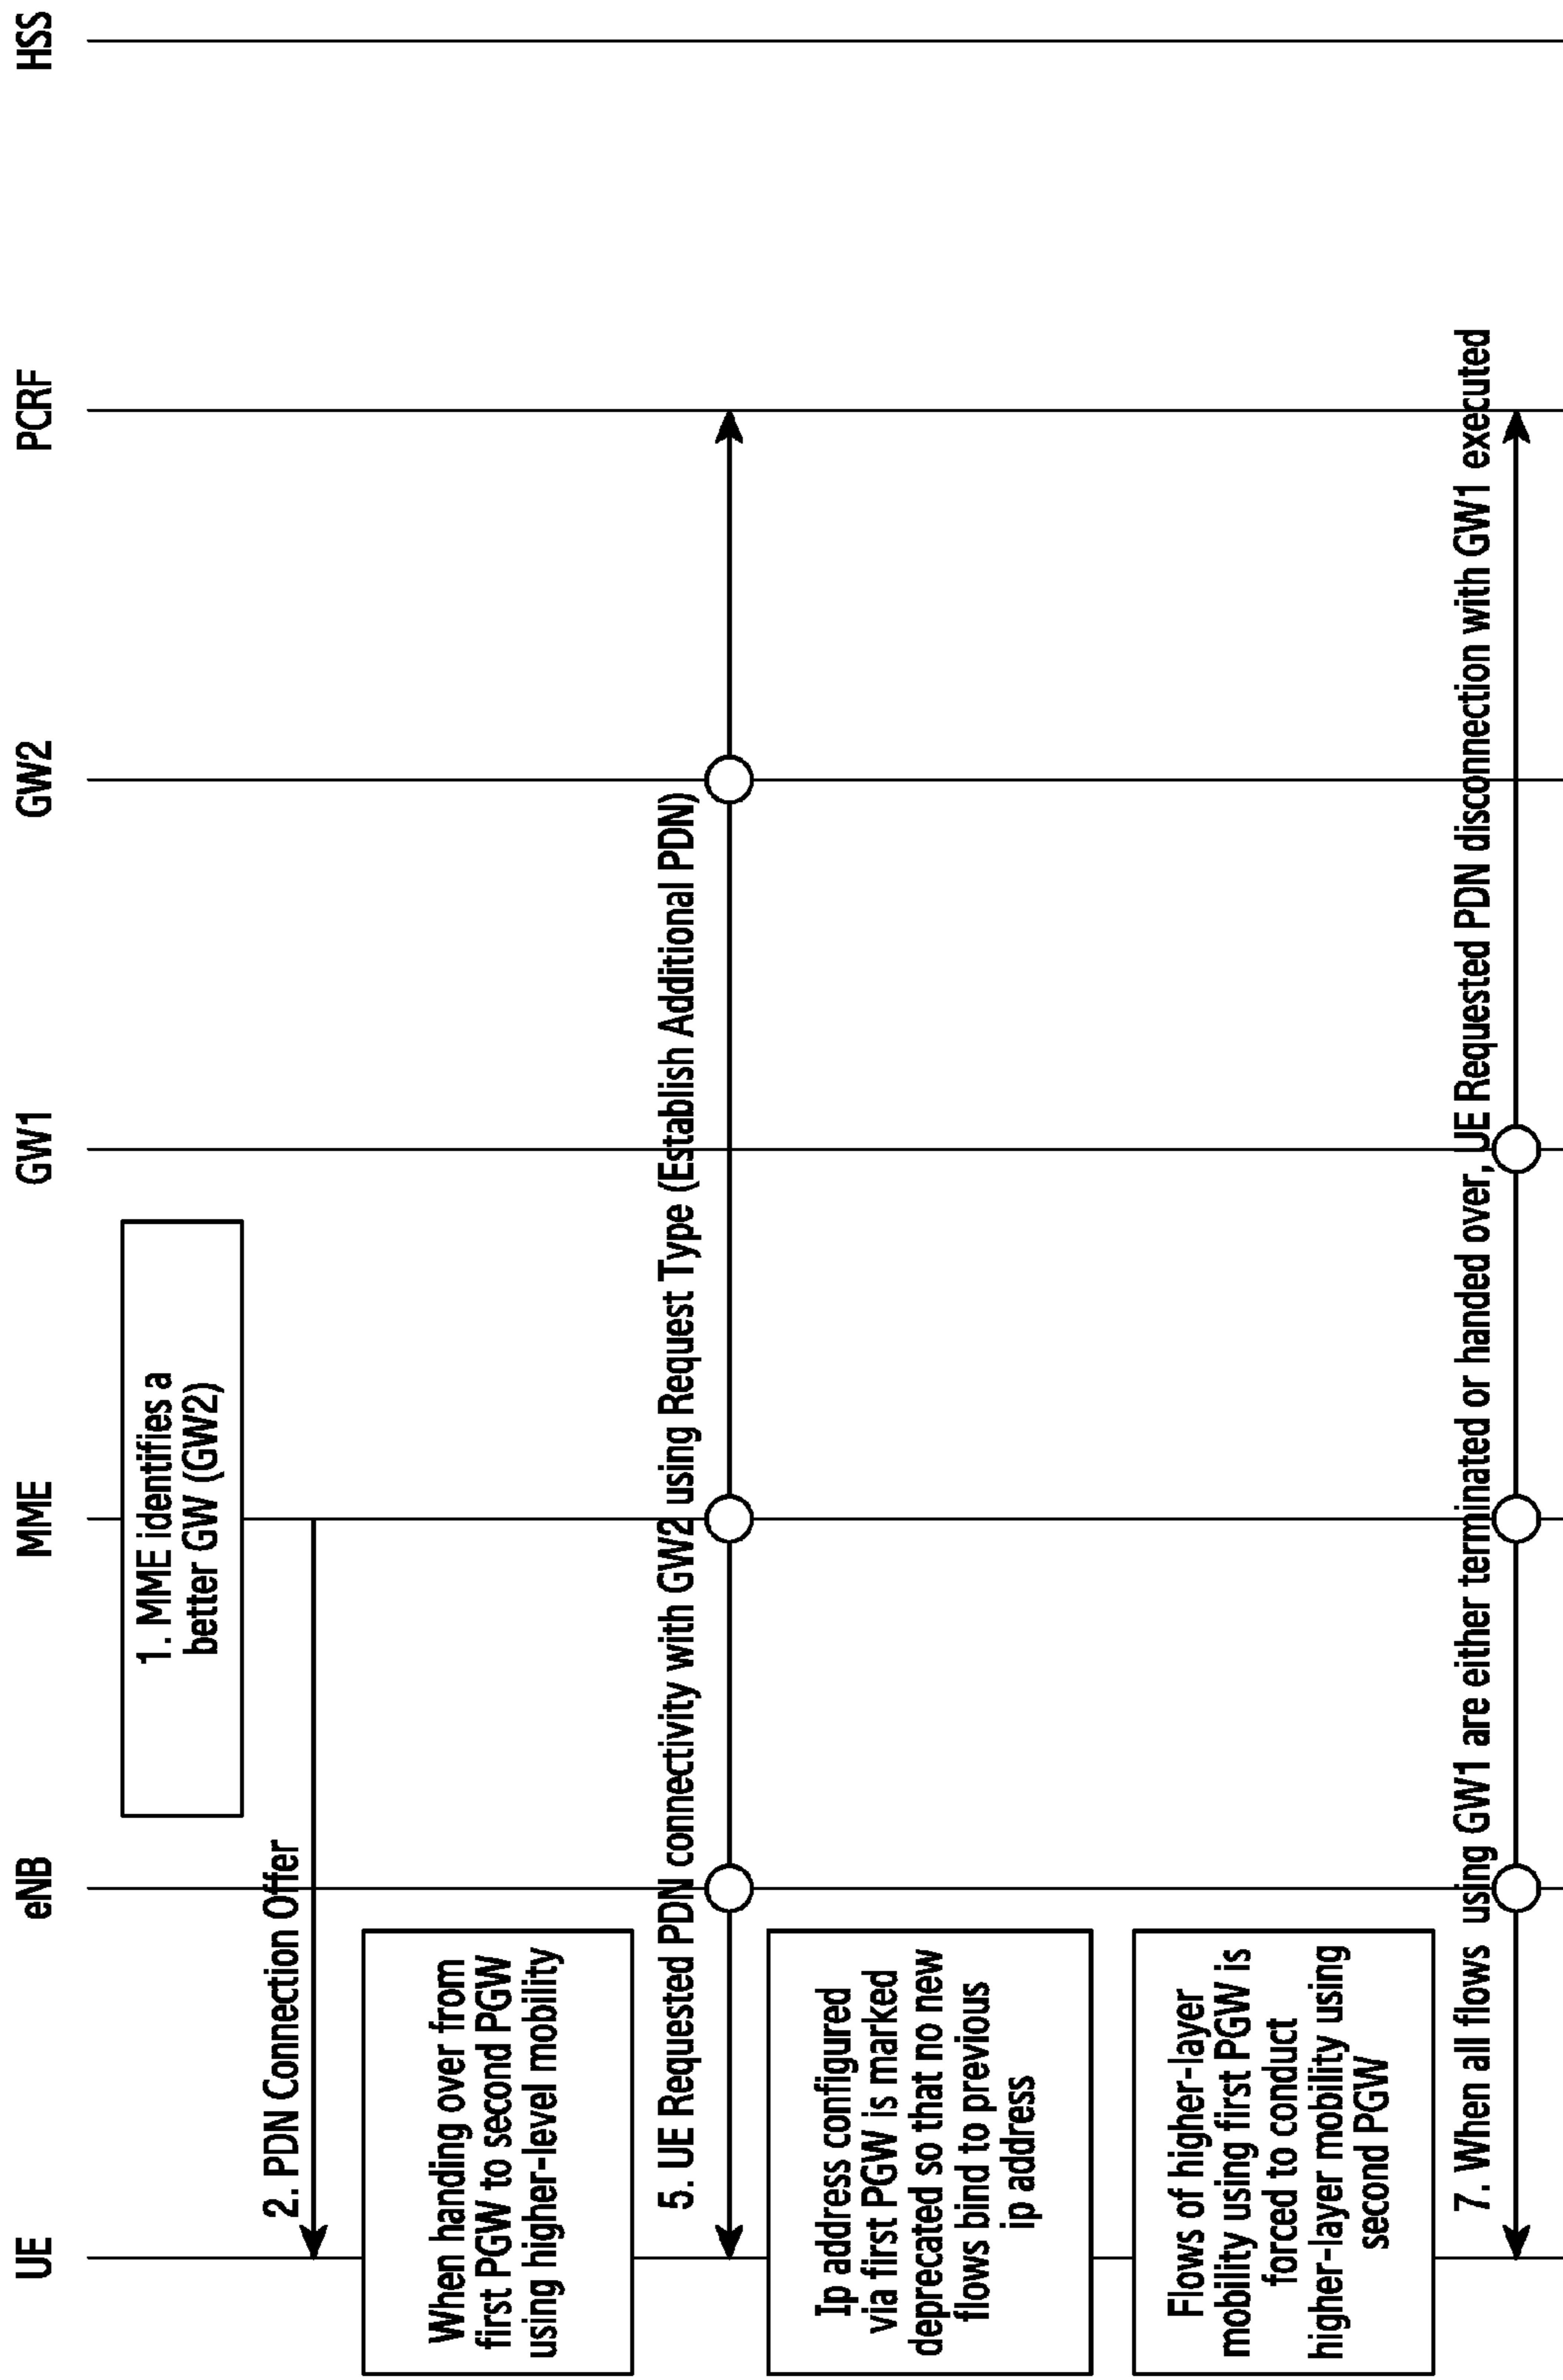 UE
eNB
MME
GW1
GW2
PCRF
HSS
1. MME identifies a
better GW (GW2)
2. PDN Connection Offer
When handing over from
first PGW to second PGW
using higher-level mobility
5. UE Requested PDN connectivity with GW2 using Request Type (Establish Additional PDN)
Ip address configured
via first PGW is marked
deprecated so that no new
flows bind to previous
ip address
Flows of higher-layer
mobility using first PGW is
forced to conduct
higher-layer mobility using
second PGW
7. When all flows using GW1 are either terminated or handed over, UE Requested PDN disconnection with GW1 executed